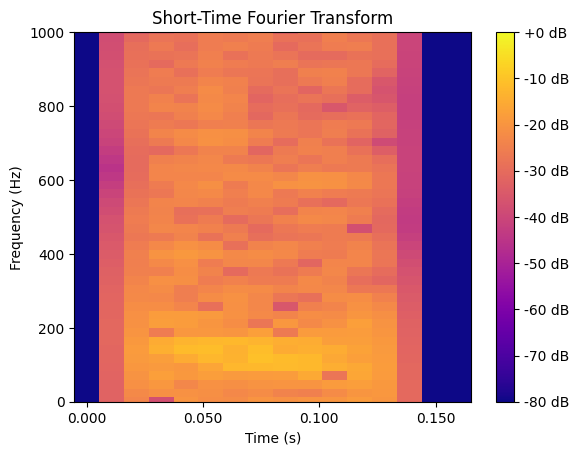 Short-Time Fourier Transform
1000
800
600
400
200
0
Frequency (Hz)
0.000
0.050
0.100
0.150
Time (s)
+0 dB
-10 dB
-20 dB
-30 dB
-40 dB
-50 dB
-60 dB
-70 dB
-80 dB